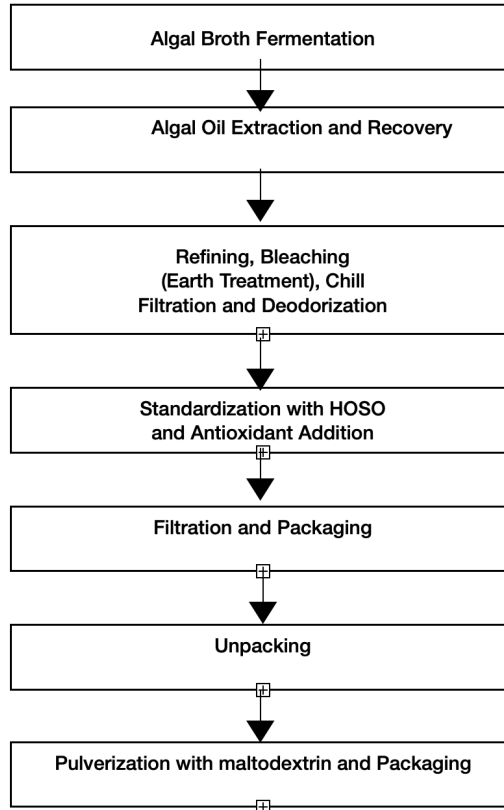 Algal Broth Fermentation
Algal Oil Extraction and Recovery
Refining, Bleaching
(Earth Treatment), Chill
Filtration and Deodorization
Standardization with HOSO
and Antioxidant Addition
Filtration and Packaging
Unpacking
Pulverization with maltodextrin and Packaging